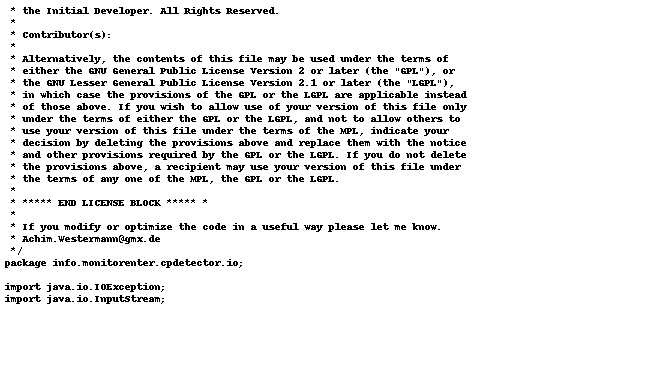 * the Initial Developer. All Rights Reserved.
*
* Contributor(s):
*
* Alternatively, the contents of this file may be used under the terms of
* either the GNU General Public License Version 2 or later (the "GPL"), or
* the GNU Lesser General Public License Version 2.1 or later (the "LGPL"),
* in which case the provisions of the GPL or the LGPL are applicable instead
* of those above. If you wish to allow use of your version of this file only
* under the terms of either the GPL or the LGPL, and not to allow others to
* use your version of this file under the terms of the MPL, indicate your
* decision by deleting the provisions above and replace them with the notice
* and other provisions required by the GPL or the LGPL. If you do not delete
* the provisions above, a recipient may use your version of this file under
* the terms of any one of the MPL, the GPL or the LGPL.
*
* ***** END LICENSE BLOCK ***** *
*
* If you modify or optimize the code in a useful way please let me know.
* Achim.Westermann@gmx.de
*/
package info.monitorenter.cpdetector.io;

import java.io.IOException;
import java.io.InputStream;